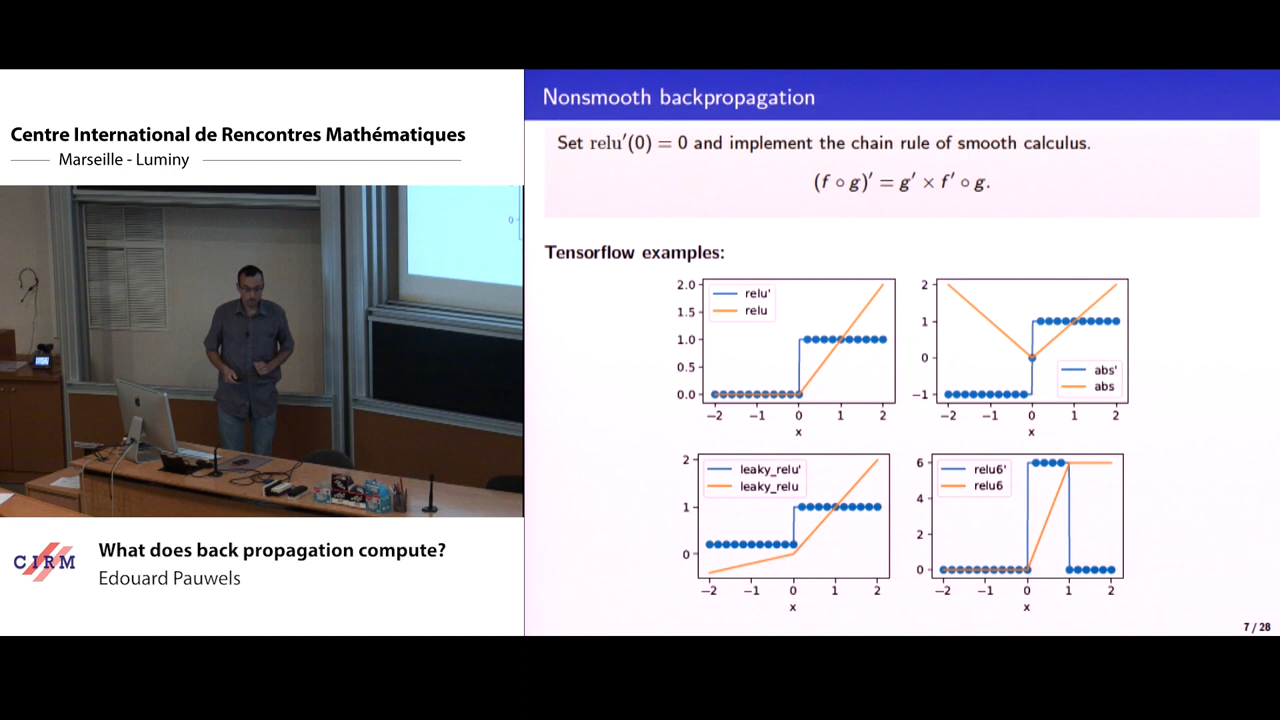 Centre International de Rencontres Mathématiques
Marseille - Luminy
0
CIRM
What does back propagation compute?
Edouard Pauwels
Nonsmooth backpropagation
Set relu′(0) = 0 and implement the chain rule of smooth calculus.
(f ∘ g)′ = g′ × f′ ∘ g.
Tensorflow examples:
2.0
1.5
1.0
0.5
0.0
relu'
relu
−2 −1 0 1 2
x
2
1
0
−1
abs'
abs
−2 −1 0 1 2
x
2
1
0
leaky_relu'
leaky_relu
−2 −1 0 1 2
x
6
4
2
0
relu6'
relu6
−2 −1 0 1 2
x
7 / 28